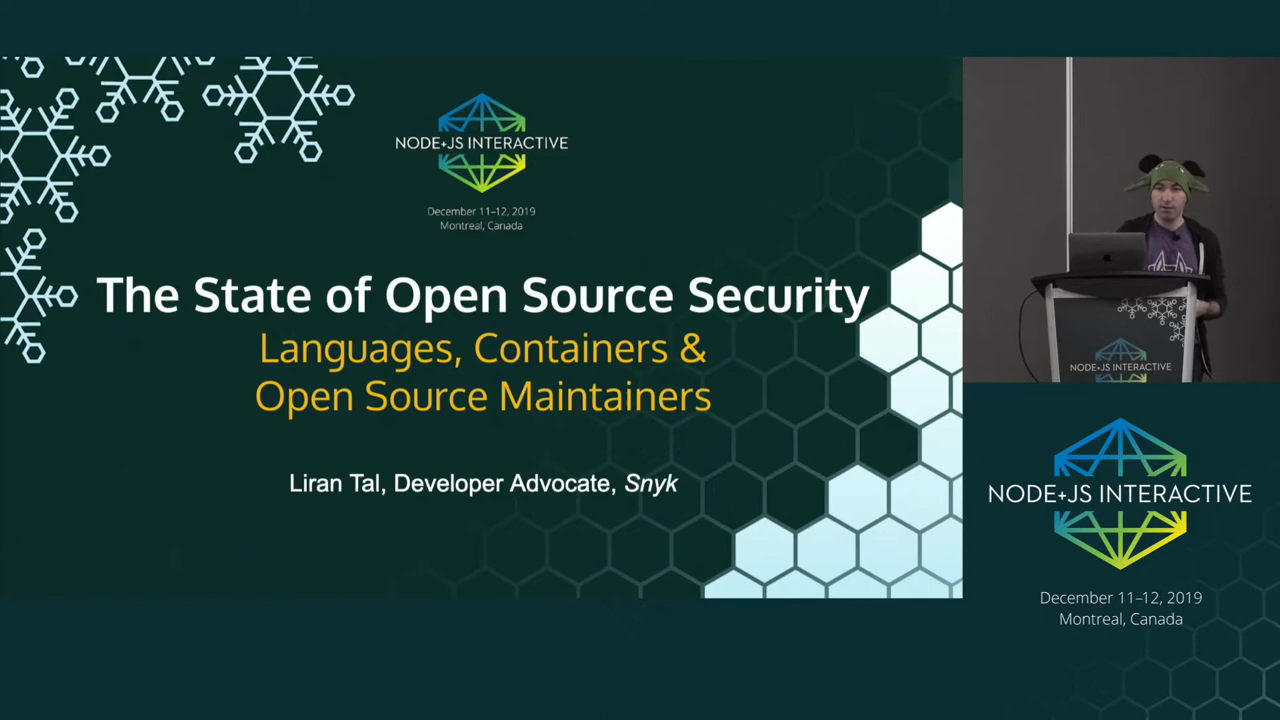 NODE+JS INTERACTIVE
December 11–12, 2019
Montreal, Canada
The State of Open Source Security
Languages, Containers &
Open Source Maintainers
Liran Tal, Developer Advocate, Snyk
NODE+JS INTERACTIVE
NODE+JS INTERACTIVE
December 11–12, 2019
Montreal, Canada